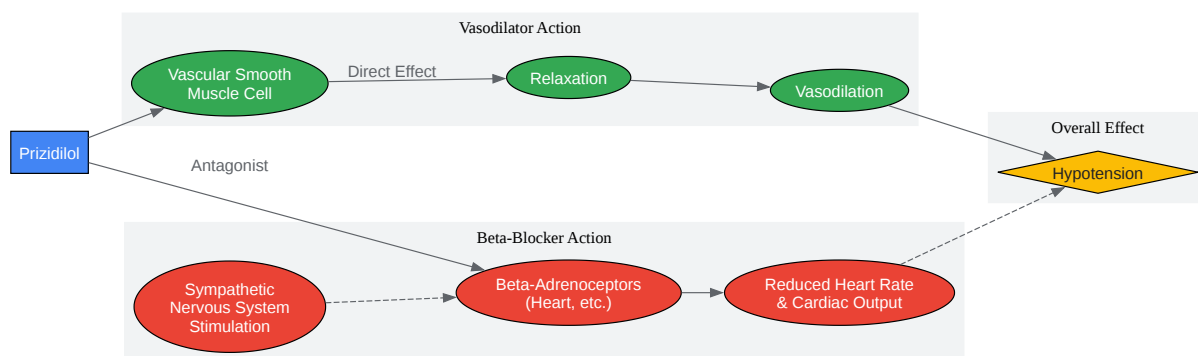 Vasodilator Action
Vascular Smooth
Muscle Cell
Direct Effect
Relaxation
Vasodilation
Prizidilol
Antagonist
Overall Effect
Hypotension
Beta-Blocker Action
Sympathetic
Nervous System
Stimulation
Beta-Adrenoceptors
(Heart, etc.)
Reduced Heart Rate
& Cardiac Output